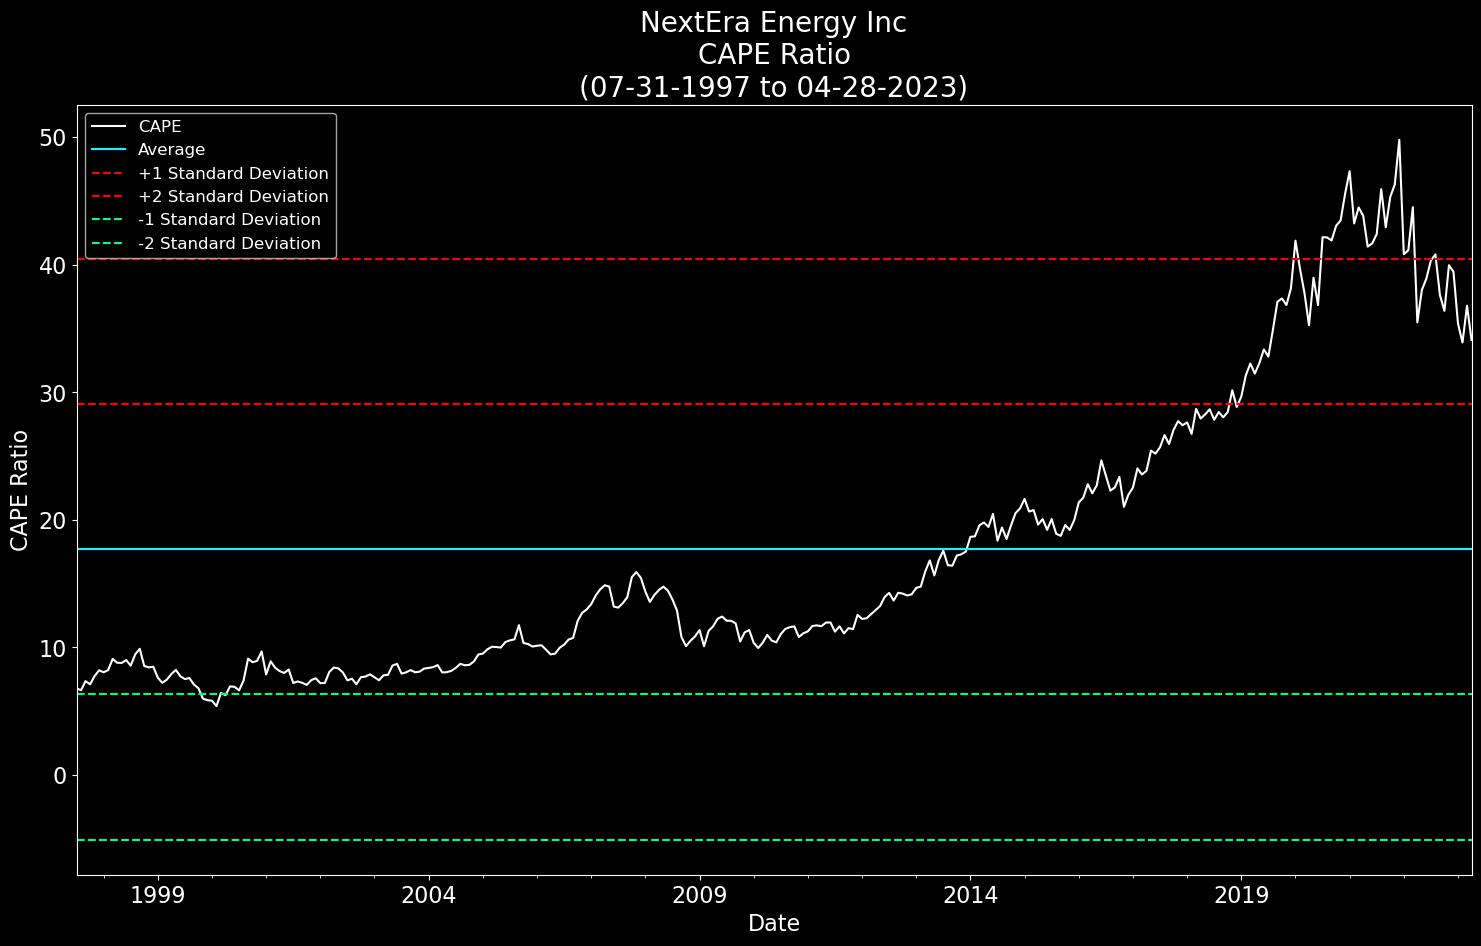 NextEra Energy Inc
CAPE Ratio
(07-31-1997 to 04-28-2023)
CAPE
Average
+1 Standard Deviation
+2 Standard Deviation
-1 Standard Deviation
-2 Standard Deviation
50
40
30
20
10
0
CAPE Ratio
1999 2004 2009 2014 2019
Date